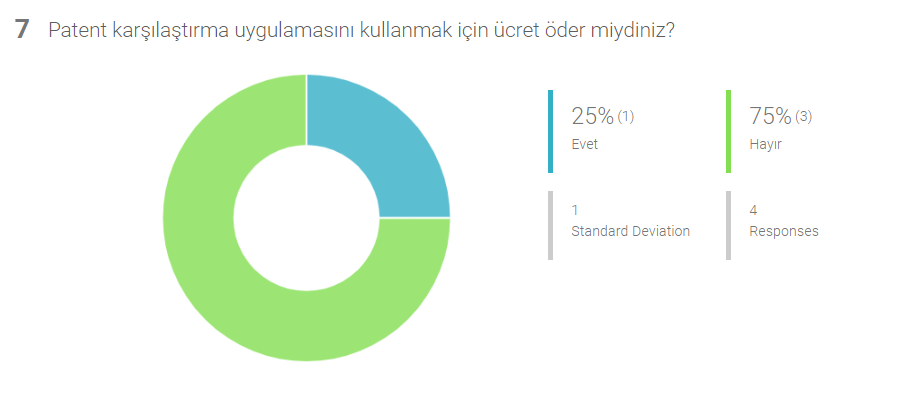 7 Patent karşılaştırma uygulamasını kullanmak için ücret öder miydiniz?
25% (1)
Evet
75% (3)
Hayır
1
Standard Deviation
4
Responses